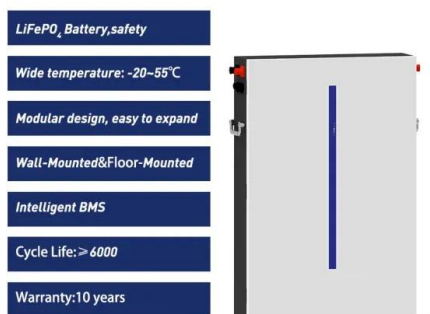 LiFePO₄ Battery,safety
Wide temperature: -20~55℃
Modular design, easy to expand
Wall-Mounted&Floor-Mounted
Intelligent BMS
Cycle Life:≥6000
Warranty:10 years